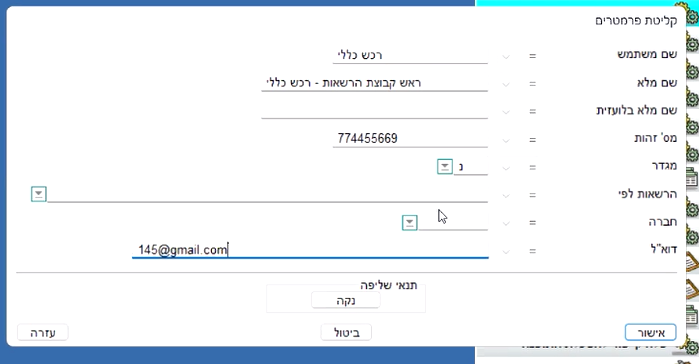 קליטת פרמטרים
שם משתמש = רכש כללי
שם מלא = ראש קבוצת הרשאות - רכש כללי
שם מלא בלועזית =
מס' זהות = 774455669
מגדר = נ
הרשאות לפי =
חברה =
דוא"ל = 145@gmail.com
תנאי שליפה
נקה
אישור ביטול עזרה